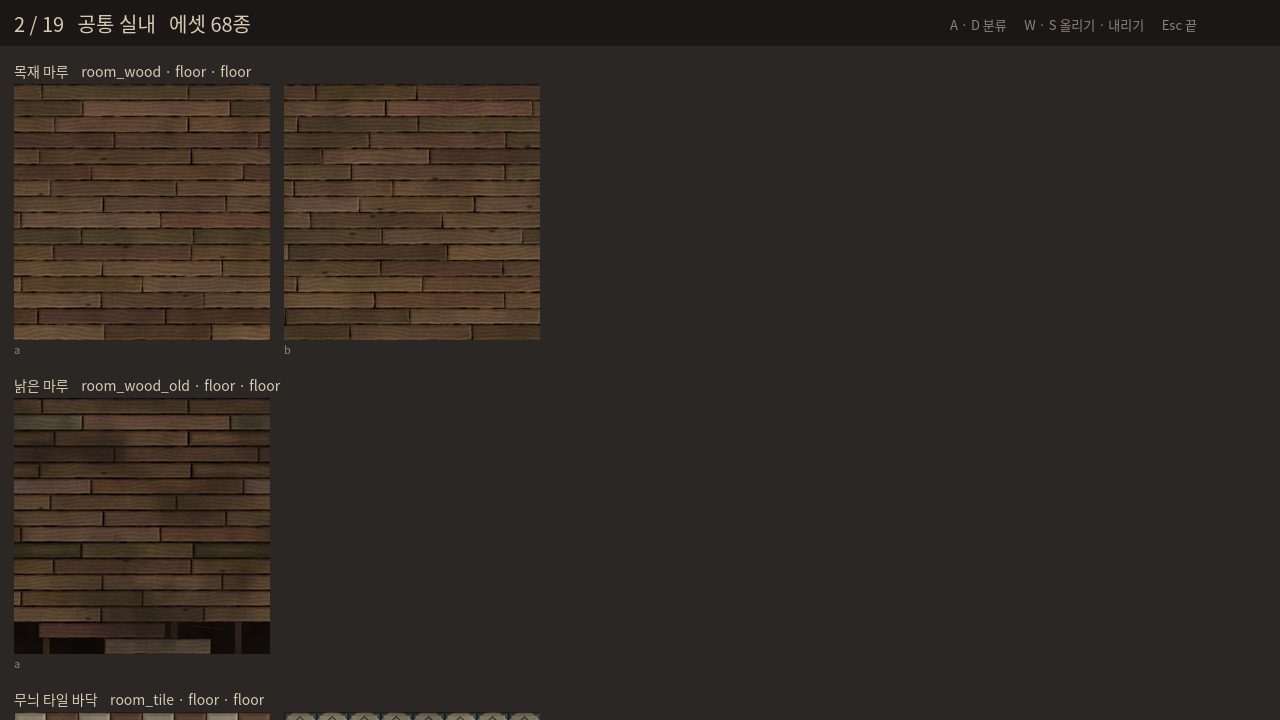 2 / 19 공통 실내 에셋 68종 A · D 분류 W · S 올리기 · 내리기 Esc 끝
목재 마루 room_wood · floor · floor
a b
낡은 마루 room_wood_old · floor · floor
a
무늬 타일 바닥 room_tile · floor · floor